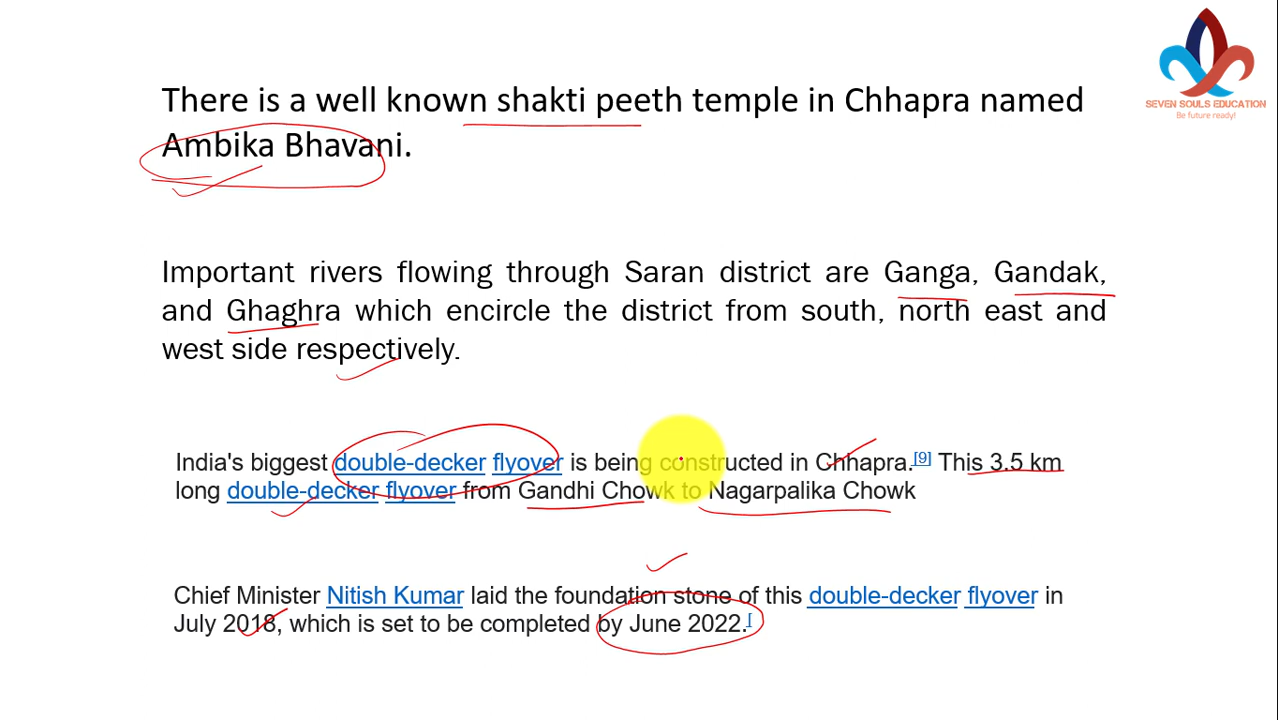 SEVEN SOULS EDUCATION
Be future ready!
There is a well known shakti peeth temple in Chhapra named
Ambika Bhavani.
Important rivers flowing through Saran district are Ganga, Gandak,
and Ghaghra which encircle the district from south, north east and
west side respectively.
India's biggest double-decker flyover is being constructed in Chhapra.[9] This 3.5 km
long double-decker flyover from Gandhi Chowk to Nagarpalika Chowk
Chief Minister Nitish Kumar laid the foundation stone of this double-decker flyover in
July 2018, which is set to be completed by June 2022.[